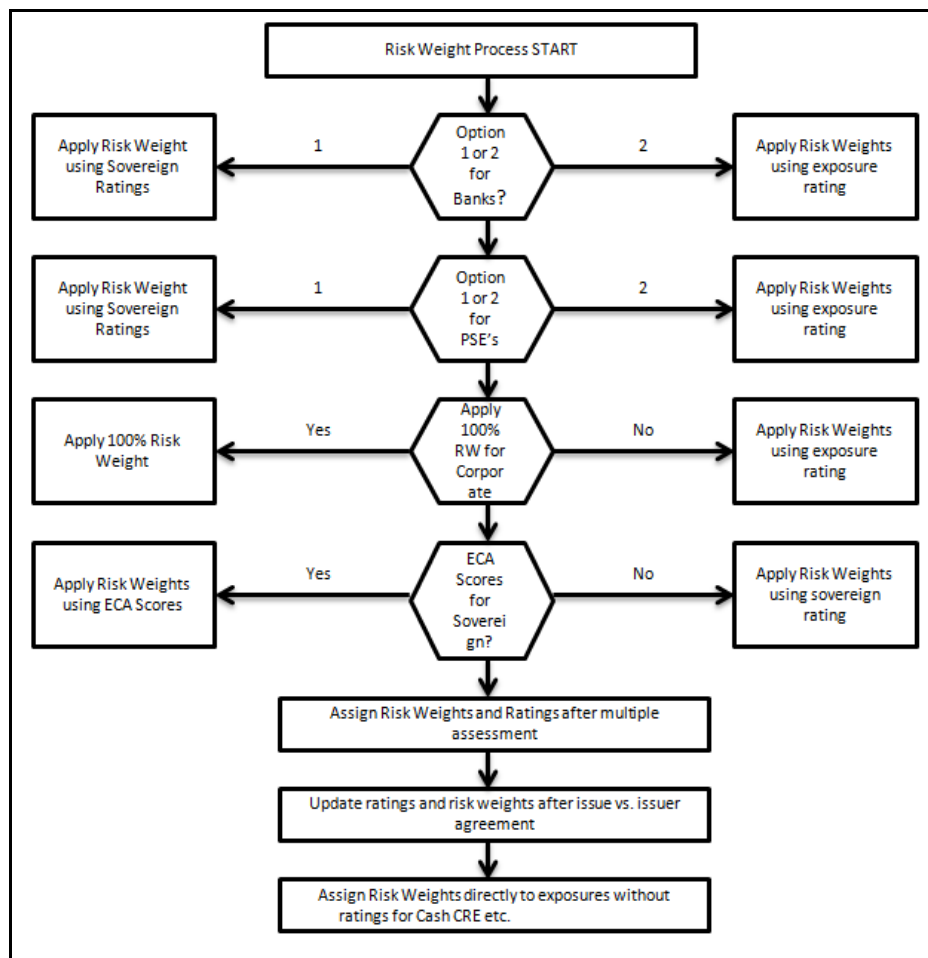 Risk Weight Process START
Apply Risk Weight
using Sovereign
Ratings
1
Option
1 or 2
for
Banks?
2
Apply Risk Weights
using exposure
rating
Apply Risk Weight
using Sovereign
Ratings
1
Option
1 or 2
for
PSE's
2
Apply Risk Weights
using exposure
rating
Apply 100% Risk
Weight
Yes
Apply
100%
RW for
Corpor
ate
No
Apply Risk Weights
using exposure
rating
Apply Risk Weights
using ECA Scores
Yes
ECA
Scores
for
Soverei
gn?
No
Apply Risk Weights
using sovereign
rating
Assign Risk Weights and Ratings after multiple
assessment
Update ratings and risk weights after issue vs. issuer
agreement
Assign Risk Weights directly to exposures without
ratings for Cash CRE etc.